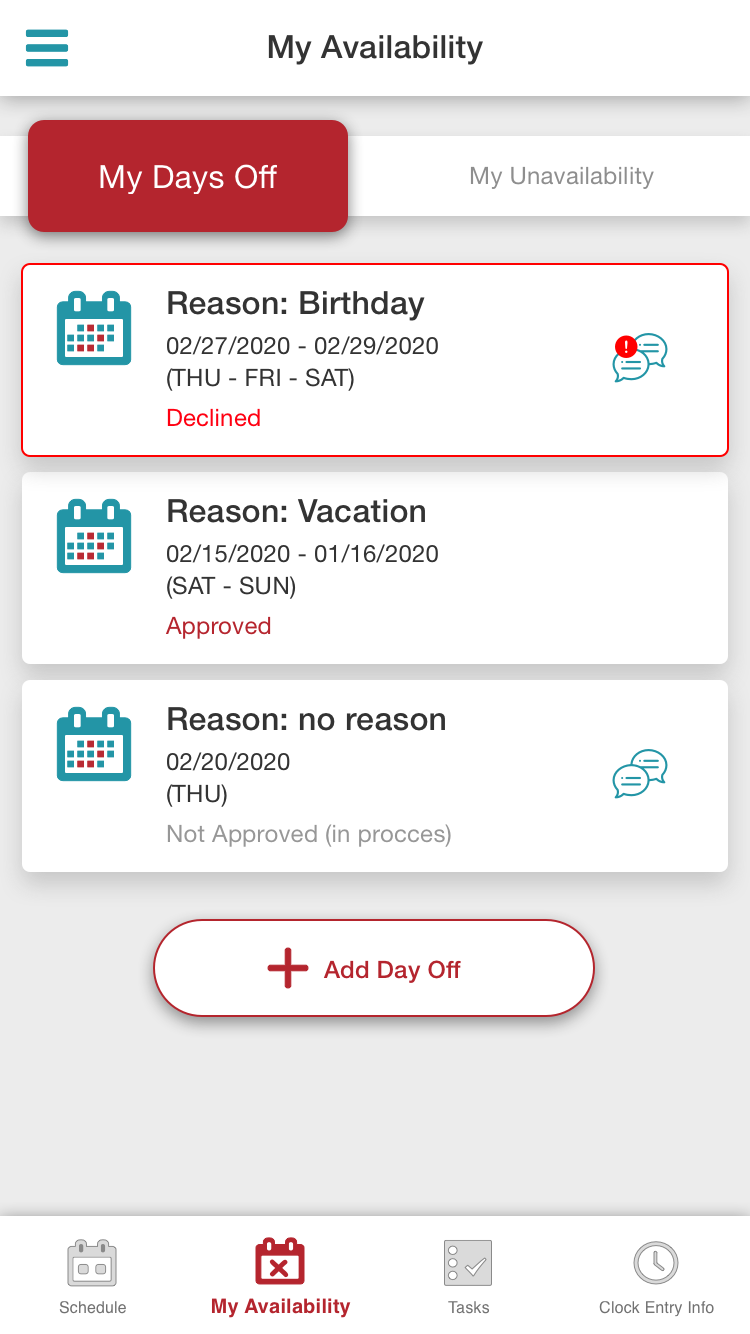 My Availability
My Days Off
My Unavailability
Reason: Birthday
02/27/2020 - 02/29/2020
(THU - FRI - SAT)
Declined
!
Reason: Vacation
02/15/2020 - 01/16/2020
(SAT - SUN)
Approved
Reason: no reason
02/20/2020
(THU)
Not Approved (in procces)
Add Day Off
Schedule
My Availability
Tasks
Clock Entry Info